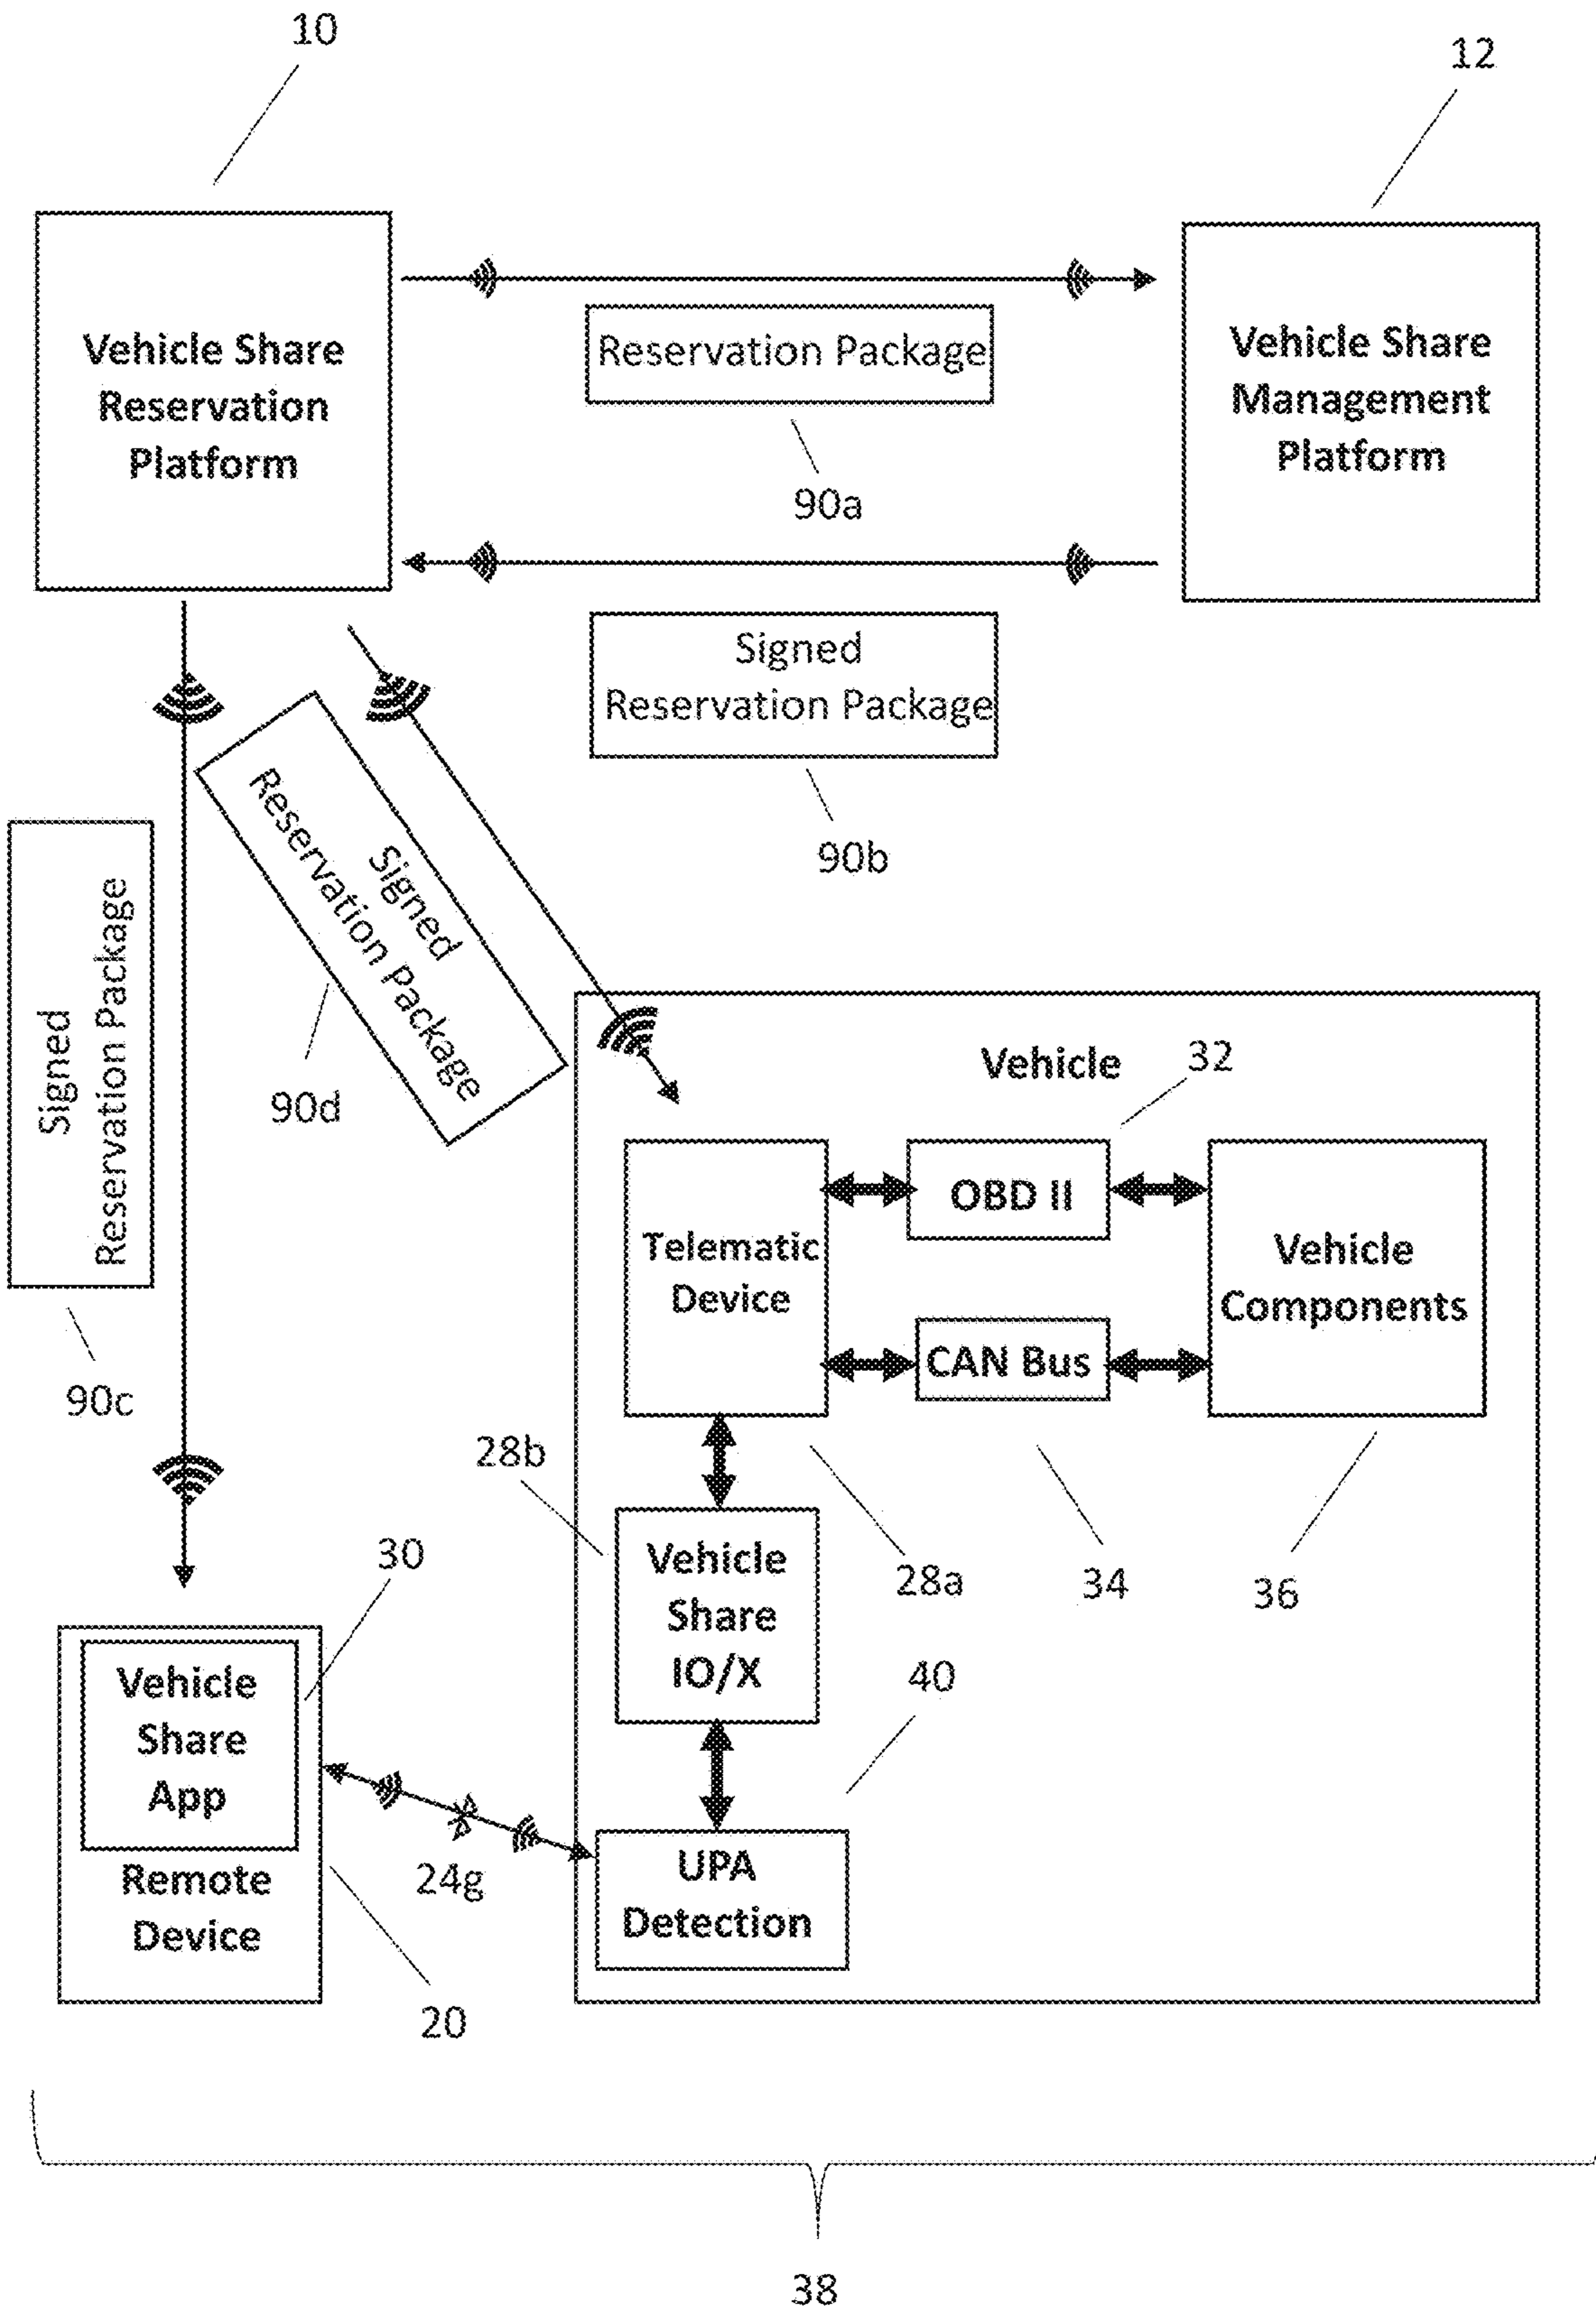 10
12
Vehicle Share
Reservation
Platform
Reservation Package
90a
Vehicle Share
Management
Platform
Signed
Reservation Package
90b
Signed
Reservation Package
90c
Signed
Reservation Package
90d
Vehicle
32
Telematic
Device
OBD II
CAN Bus
Vehicle
Components
28b
28a
34
36
Vehicle
Share
IO/X
40
30
Vehicle
Share
App
Remote
Device
24g
20
UPA
Detection
38